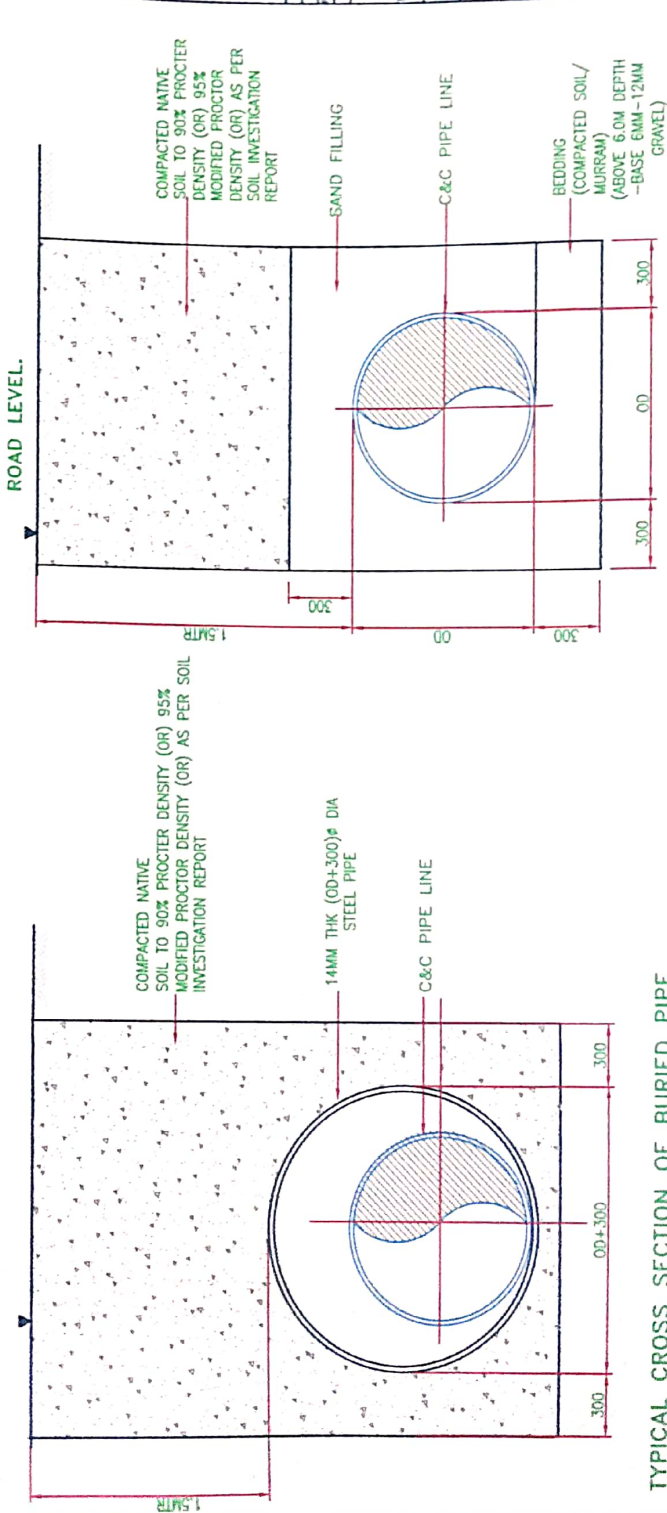 ROAD LEVEL.
COMPACTED NATIVE
SOIL TO 90% PROCTER DENSITY (OR) 95%
MODIFIED PROCTOR DENSITY (OR) AS PER SOIL
INVESTIGATION REPORT
14MM THK (OD+300)ø DIA
STEEL PIPE
C&C PIPE LINE
1.5MTR
300
OD+300
300
TYPICAL CROSS SECTION OF BURIED PIPE
COMPACTED NATIVE
SOIL TO 90% PROCTER
DENSITY (OR) 95%
MODIFIED PROCTOR
DENSITY (OR) AS PER
SOIL INVESTIGATION
REPORT
SAND FILLING
C&C PIPE LINE
BEDDING
(COMPACTED SOIL/
MURRAM)
(ABOVE 6.0M DEPTH
-BASE 6MM-12MM
GRAVEL)
1.5MTR
300
OD
300
300
OD
300